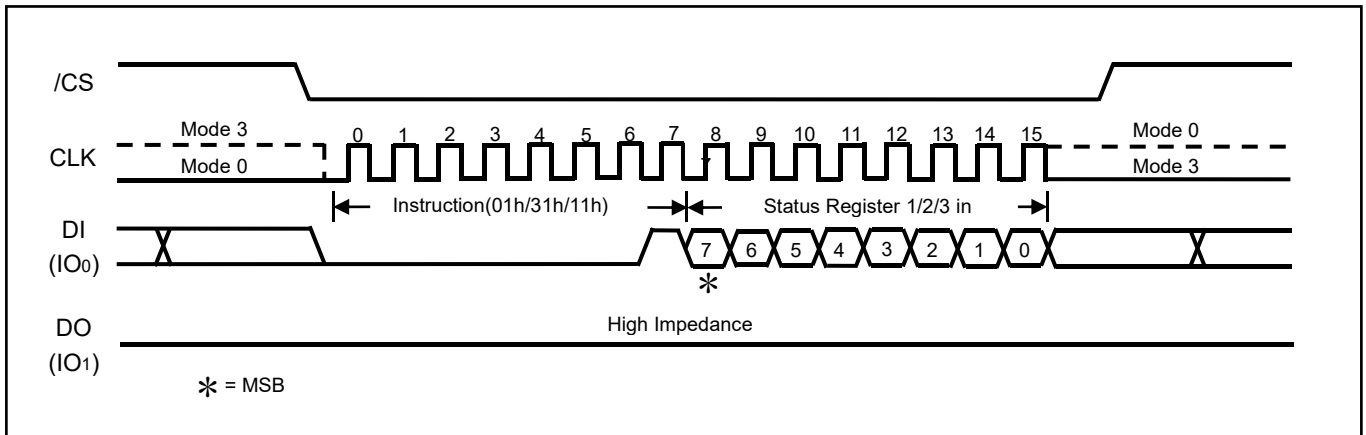 /CS
Mode 3 0 1 2 3 4 5 6 7 8 9 10 11 12 13 14 15 Mode 0
CLK
Mode 0 7 Mode 3
Instruction(01h/31h/11h) Status Register 1/2/3 in
DI
(IO0) 7 6 5 4 3 2 1 0
*
DO High Impedance
(IO1)
* = MSB